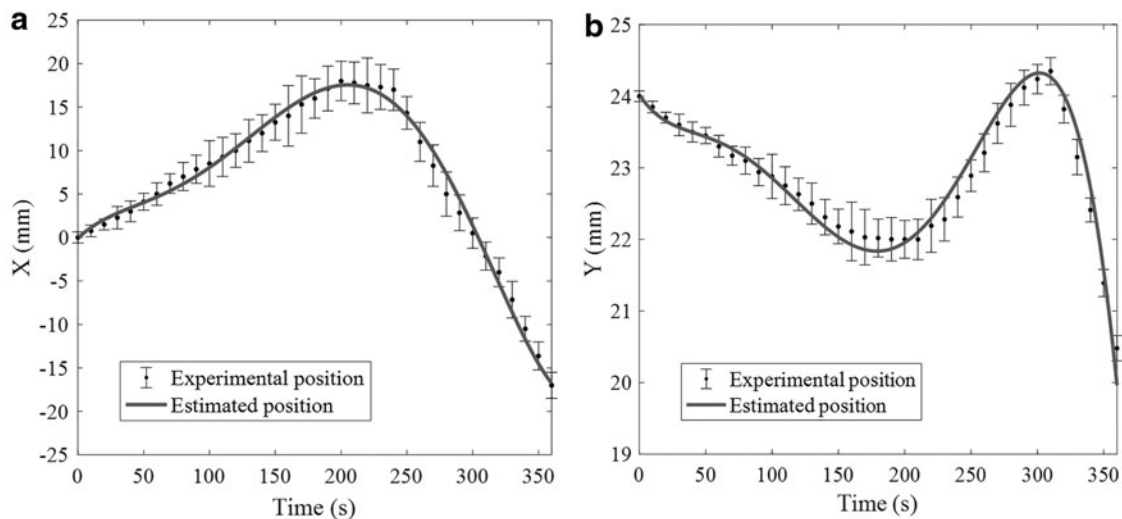 a
25
20
15
10
5
0
-5
-10
-15
-20
-25
X (mm)
0 50 100 150 200 250 300 350
Time (s)
Experimental position
Estimated position
b
25
24
23
22
21
20
19
Y (mm)
0 50 100 150 200 250 300 350
Time (s)
Experimental position
Estimated position